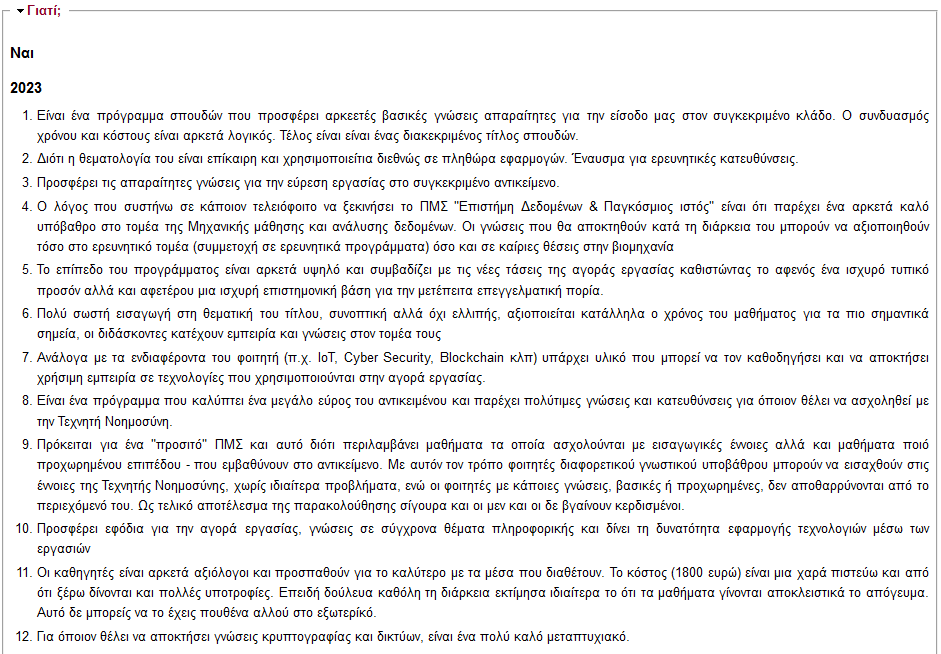 Γιατί;
Ναι
2023
1. Είναι ένα πρόγραμμα σπουδών που προσφέρει αρκεετές βασικές γνώσεις απαραίτητες για την είσοδο μας στον συγκεκριμένο κλάδο. Ο συνδυασμός
χρόνου και κόστους είναι αρκετά λογικός. Τέλος είναι είναι ένας διακεκριμένος τίτλος σπουδών.
2. Διότι η θεματολογία του είναι επίκαιρη και χρησιμοποιείτια διεθνώς σε πληθώρα εφαρμογών. Έναυσμα για ερευνητικές κατευθύνσεις.
3. Προσφέρει τις απαραίτητες γνώσεις για την εύρεση εργασίας στο συγκεκριμένο αντικείμενο.
4. Ο λόγος που συστήνω σε κάποιον τελειόφοιτο να ξεκινήσει το ΠΜΣ "Επιστήμη Δεδομένων & Παγκόσμιος ιστός" είναι ότι παρέχει ένα αρκετά καλό
υπόβαθρο στο τομέα της Μηχανικής μάθησης και ανάλυσης δεδομένων. Οι γνώσεις που θα αποκτηθούν κατά τη διάρκεια του μπορούν να αξιοποιηθούν
τόσο στο ερευνητικό τομέα (συμμετοχή σε ερευνητικά προγράμματα) όσο και σε καίριες θέσεις στην βιομηχανία
5. Το επίπεδο του προγράμματος είναι αρκετά υψηλό και συμβαδίζει με τις νέες τάσεις της αγοράς εργασίας καθιστώντας το αφενός ένα ισχυρό τυπικό
προσόν αλλά και αφετέρου μια ισχυρή επιστημονική βάση για την μετέπειτα επεγγελματική πορία.
6. Πολύ σωστή εισαγωγή στη θεματική του τίτλου, συνοπτική αλλά όχι ελλιπής, αξιοποιείται κατάλληλα ο χρόνος του μαθήματος για τα πιο σημαντικά
σημεία, οι διδάσκοντες κατέχουν εμπειρία και γνώσεις στον τομέα τους
7. Ανάλογα με τα ενδιαφέροντα του φοιτητή (π.χ. IoT, Cyber Security, Blockchain κλπ) υπάρχει υλικό που μπορεί να τον καθοδηγήσει και να αποκτήσει
χρήσιμη εμπειρία σε τεχνολογίες που χρησιμοποιούνται στην αγορά εργασίας.
8. Είναι ένα πρόγραμμα που καλύπτει ένα μεγάλο εύρος του αντικειμένου και παρέχει πολύτιμες γνώσεις και κατευθύνσεις για όποιον θέλει να ασχοληθεί με
την Τεχνητή Νοημοσύνη.
9. Πρόκειται για ένα "προσιτό" ΠΜΣ και αυτό διότι περιλαμβάνει μαθήματα τα οποία ασχολούνται με εισαγωγικές έννοιες αλλά και μαθήματα ποιό
προχωρημένου επιπέδου - που εμβαθύνουν στο αντικείμενο. Με αυτόν τον τρόπο φοιτητές διαφορετικού γνωστικού υποβάθρου μπορούν να εισαχθούν στις
έννοιες της Τεχνητής Νοημοσύνης, χωρίς ιδιαίτερα προβλήματα, ενώ οι φοιτητές με κάποιες γνώσεις, βασικές ή προχωρημένες, δεν αποθαρρύνονται από το
περιεχόμενό του. Ως τελικό αποτέλεσμα της παρακολούθησης σίγουρα και οι μεν και οι δε βγαίνουν κερδισμένοι.
10. Προσφέρει εφόδια για την αγορά εργασίας, γνώσεις σε σύγχρονα θέματα πληροφορικής και δίνει τη δυνατότητα εφαρμογής τεχνολογιών μέσω των
εργασιών
11. Οι καθηγητές είναι αρκετά αξιόλογοι και προσπαθούν για το καλύτερο με τα μέσα που διαθέτουν. Το κόστος (1800 ευρώ) είναι μια χαρά πιστεύω και από
ότι ξέρω δίνονται και πολλές υποτροφίες. Επειδή δούλευα καθόλη τη διάρκεια εκτίμησα ιδιαίτερα το ότι τα μαθήματα γίνονται αποκλειστικά το απόγευμα.
Αυτό δε μπορείς να το έχεις πουθένα αλλού στο εξωτερίκό.
12. Για όποιον θέλει να αποκτήσει γνώσεις κρυπτογραφίας και δικτύων, είναι ένα πολύ καλό μεταπτυχιακό.